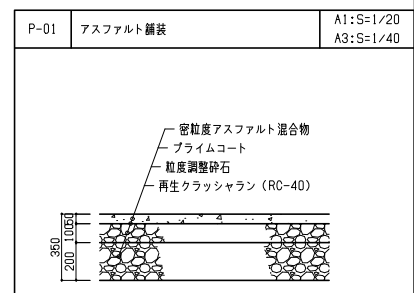 P-01
アスファルト舗装
A1:S=1/20
A3:S=1/40
密粒度アスファルト混合物
プライムコート
粒度調整砕石
再生クラッシャラン（RC-40）
350
50
100
200